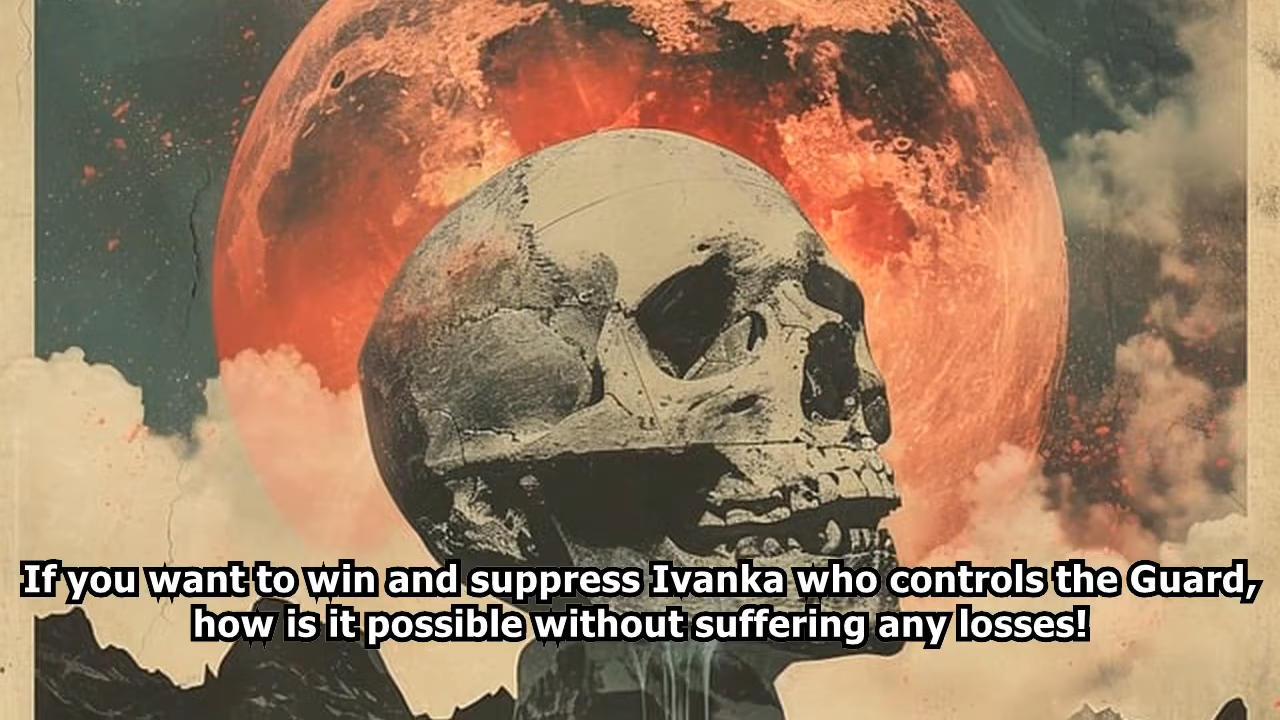 If you want to win and suppress Ivanka who controls the Guard,
how is it possible without suffering any losses!